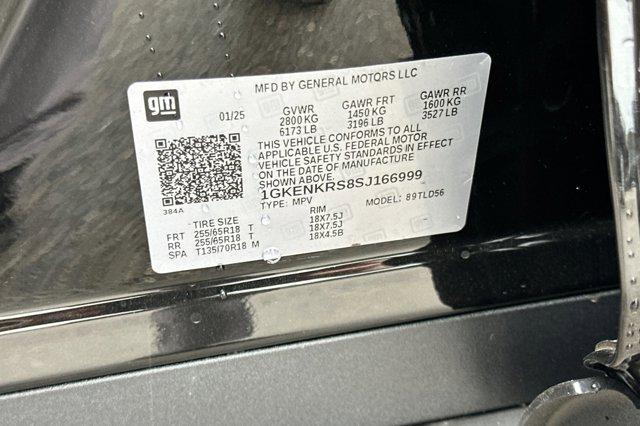 MFD BY GENERAL MOTORS LLC
gm
01/25
GVWR GAWR FRT GAWR RR
2800 KG 1450 KG 1600 KG
6173 LB 3196 LB 3527 LB
THIS VEHICLE CONFORMS TO ALL
APPLICABLE U.S. FEDERAL MOTOR
VEHICLE SAFETY STANDARDS IN EFFECT
ON THE DATE OF MANUFACTURE
SHOWN ABOVE.
1GKENKRS8SJ166999
384A
TYPE: MPV MODEL: 89TLD56
TIRE SIZE RIM
FRT 255/65R18 T 18X7.5J
RR 255/65R18 T 18X7.5J
SPA T135/70R18 M 18X4.5B